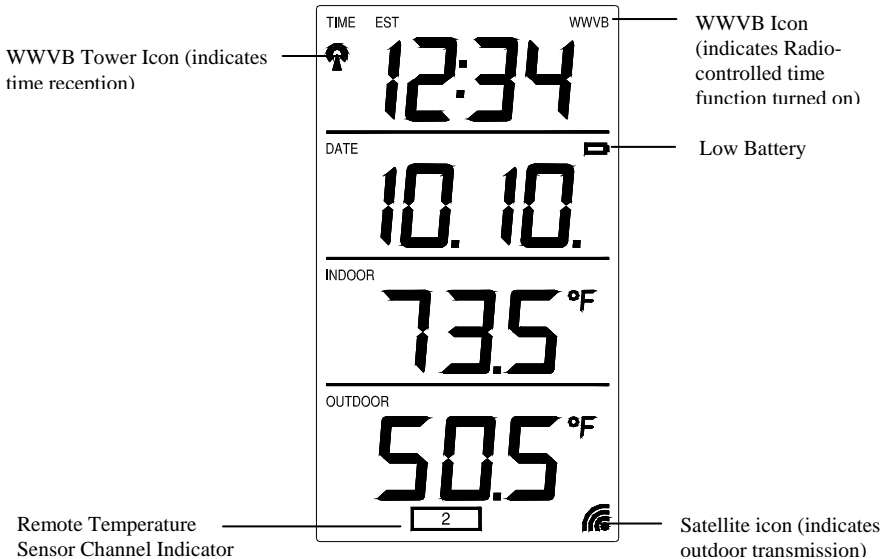 TIME EST WWVB
12:34
WWVB Tower Icon (indicates
time reception)
WWVB Icon
(indicates Radio-
controlled time
function turned on)
DATE
10. 10.
Low Battery
INDOOR
73.5 °F
OUTDOOR
50.5 °F
2
Remote Temperature
Sensor Channel Indicator
Satellite icon (indicates
outdoor transmission)